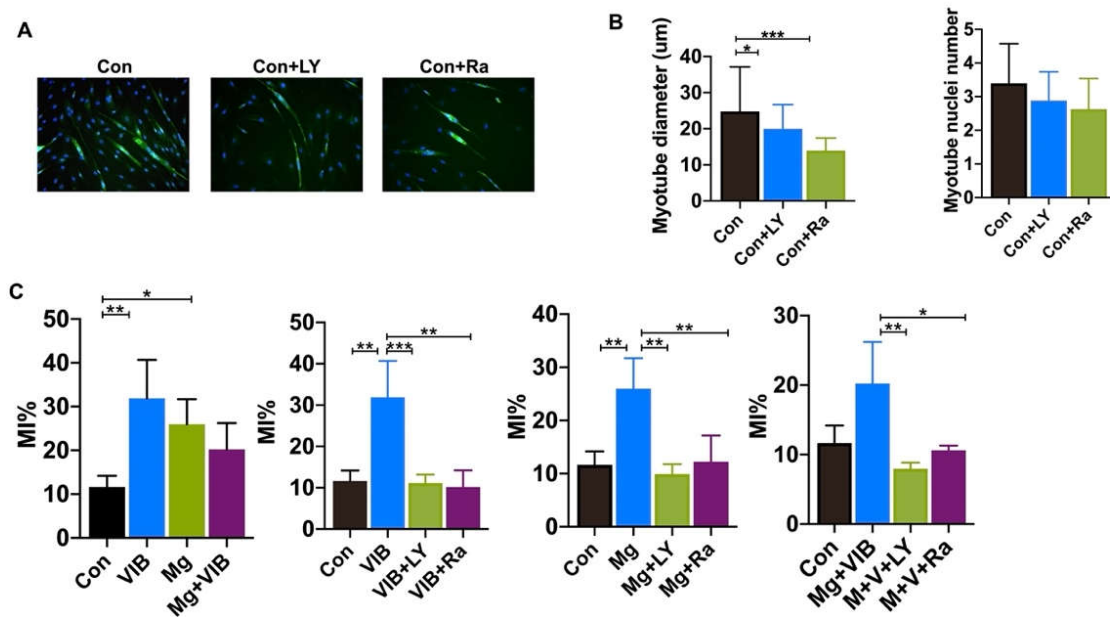 A
Con
Con+LY
Con+Ra
B
Myotube diameter (um)
40
30
20
10
0
***
*
Con
Con+LY
Con+Ra
Myotube nuclei number
5
4
3
2
1
0
Con
Con+LY
Con+Ra
C
MI%
50
40
30
20
10
0
*
**
Con
VIB
Mg
Mg+VIB
MI%
50
40
30
20
10
0
**
** ***
Con
VIB
VIB+LY
VIB+Ra
MI%
40
30
20
10
0
**
** **
Con
Mg
Mg+LY
Mg+Ra
MI%
30
20
10
0
*
**
Con
Mg+VIB
M+V+LY
M+V+Ra